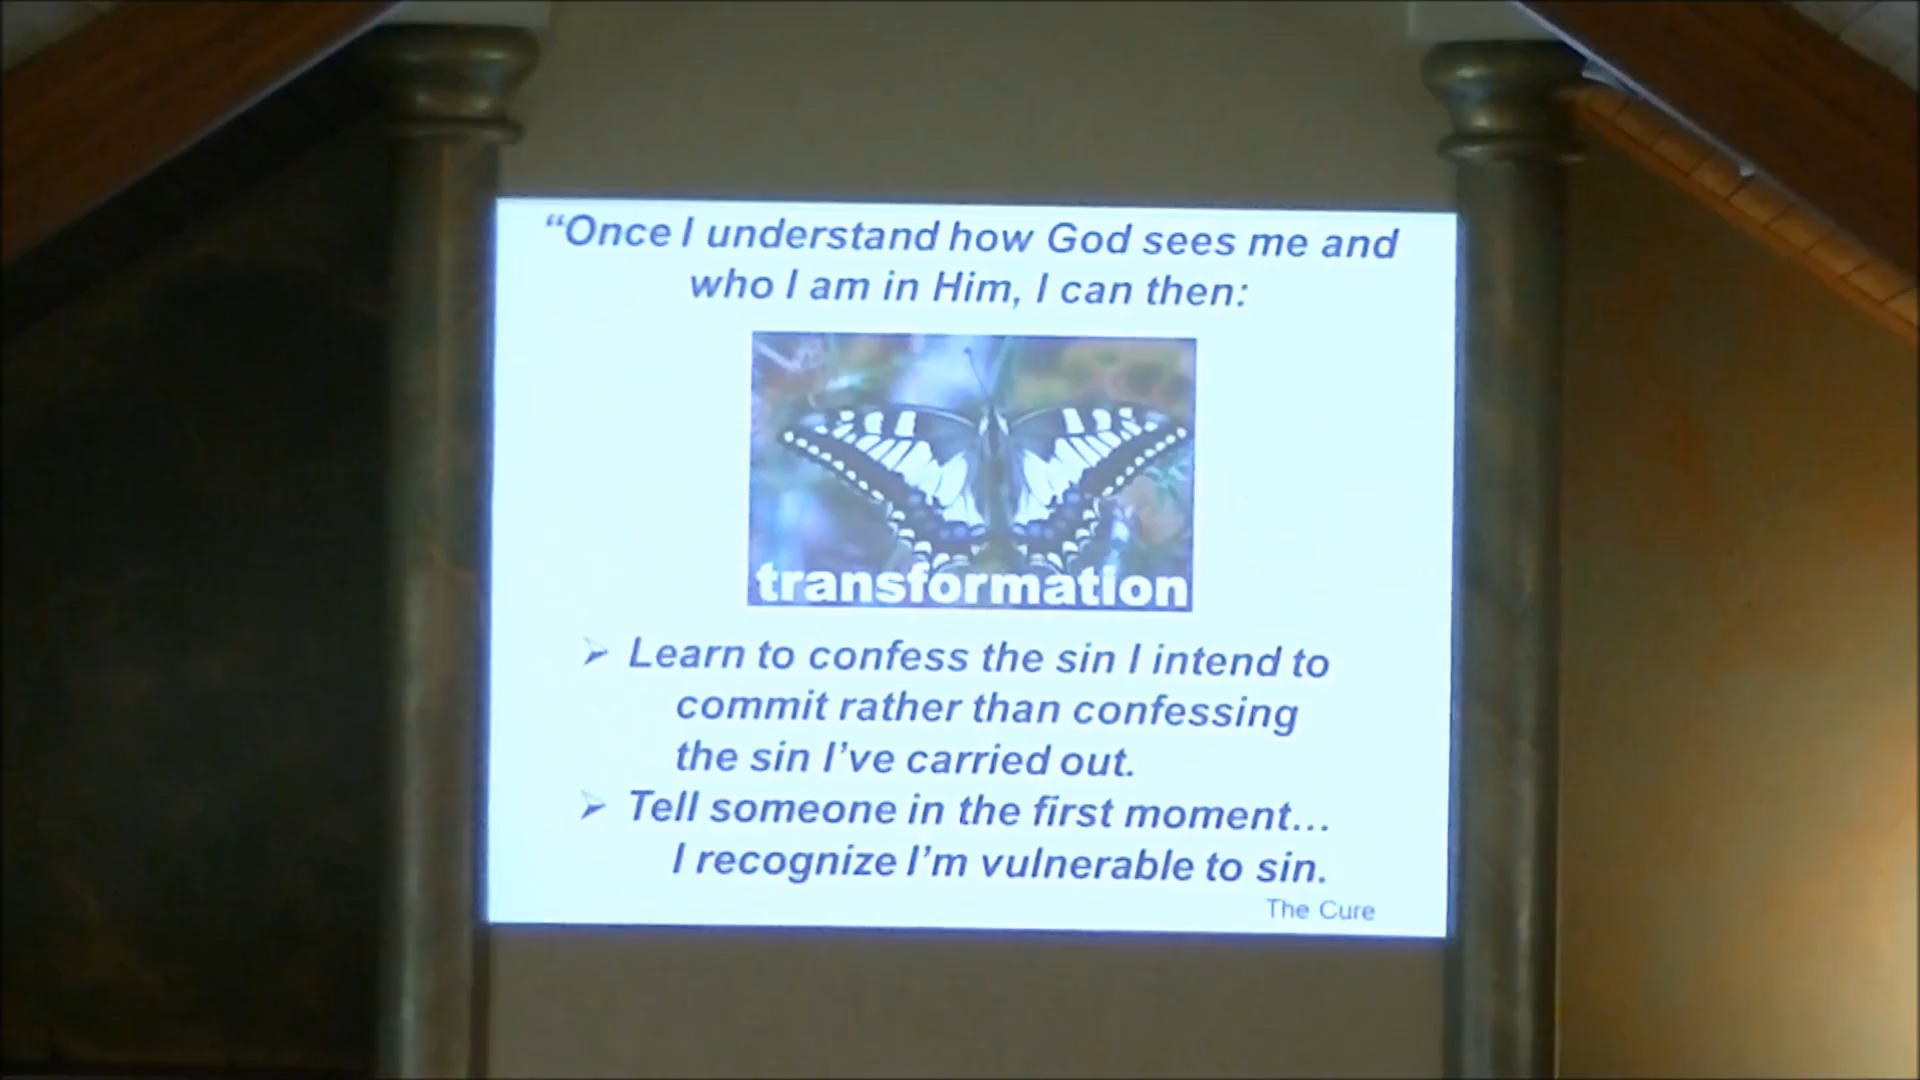 “Once I understand how God sees me and
who I am in Him, I can then:
transformation
➢ Learn to confess the sin I intend to
commit rather than confessing
the sin I’ve carried out.
➢ Tell someone in the first moment…
I recognize I’m vulnerable to sin.
The Cure